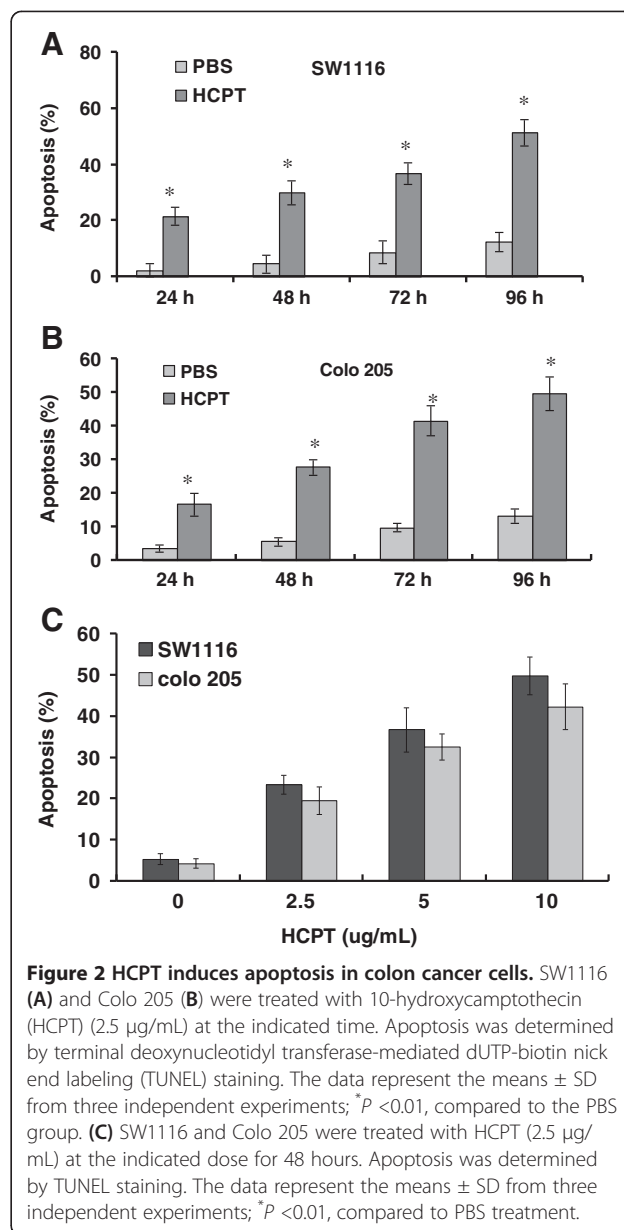 A
80
60
40
20
0
Apoptosis (%)
PBS
HCPT
SW1116
*
*
*
*
24 h 48 h 72 h 96 h
B
60
50
40
30
20
10
0
Apoptosis (%)
PBS
HCPT
Colo 205
*
*
*
*
24 h 48 h 72 h 96 h
C
60
50
40
30
20
10
0
Apoptosis (%)
SW1116
colo 205
0 2.5 5 10
HCPT (ug/mL)
Figure 2 HCPT induces apoptosis in colon cancer cells. SW1116
(A) and Colo 205 (B) were treated with 10-hydroxycamptothecin
(HCPT) (2.5 μg/mL) at the indicated time. Apoptosis was determined
by terminal deoxynucleotidyl transferase-mediated dUTP-biotin nick
end labeling (TUNEL) staining. The data represent the means ± SD
from three independent experiments; *P <0.01, compared to the PBS
group. (C) SW1116 and Colo 205 were treated with HCPT (2.5 μg/
mL) at the indicated dose for 48 hours. Apoptosis was determined
by TUNEL staining. The data represent the means ± SD from three
independent experiments; *P <0.01, compared to PBS treatment.